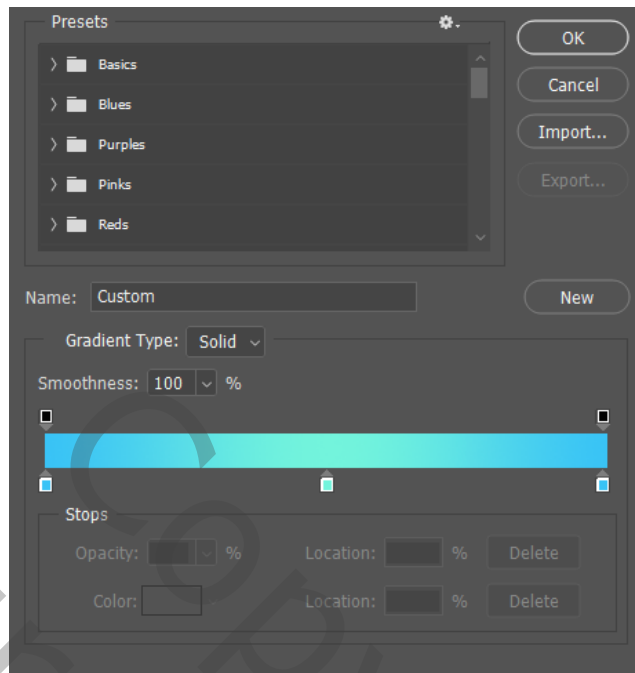 Presets
OK
Basics
Cancel
Blues
Import...
Purples
Export...
Pinks
Reds
Name: Custom
New
Gradient Type: Solid
Smoothness: 100 %
Stops
Opacity: % Location: % Delete
Color: Location: % Delete
Cop